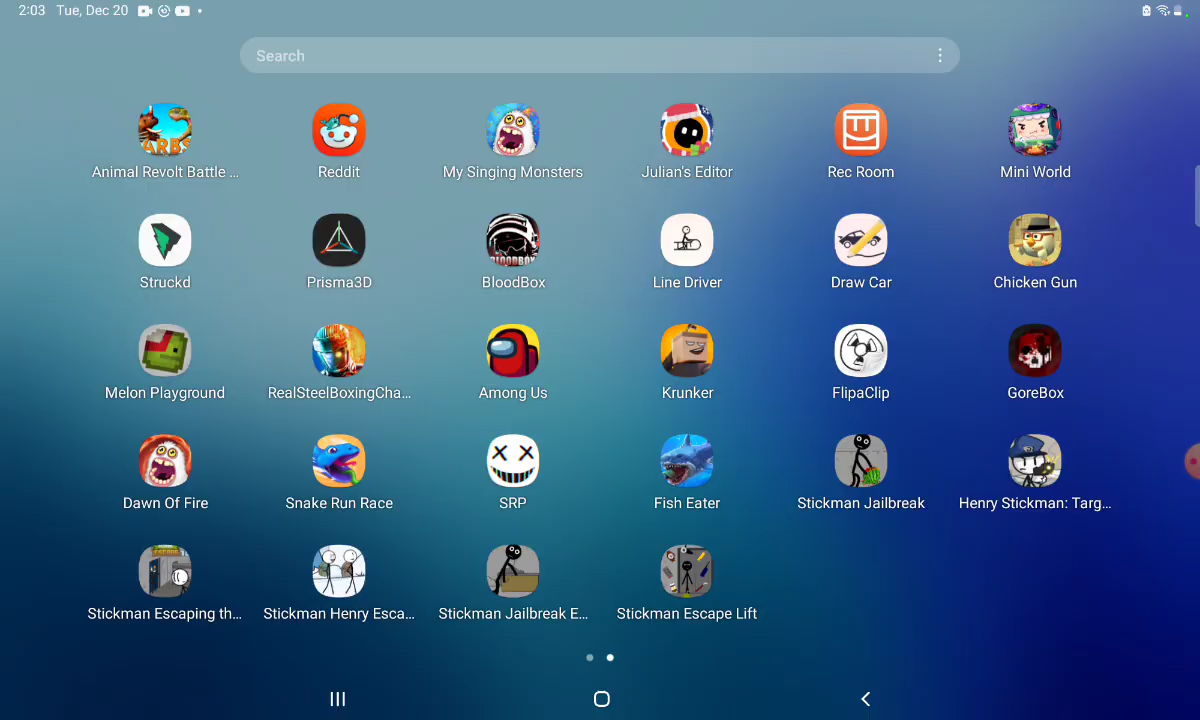 2:03 Tue, Dec 20
Search
ARBS
Animal Revolt Battle ...
Reddit
My Singing Monsters
Julian's Editor
Rec Room
Mini World
BLOODBOX
Struckd
Prisma3D
BloodBox
Line Driver
Draw Car
Chicken Gun
Melon Playground
RealSteelBoxingCha...
Among Us
Krunker
FlipaClip
GoreBox
Dawn Of Fire
Snake Run Race
SRP
Fish Eater
Stickman Jailbreak
Henry Stickman: Targ...
Stickman Escaping th...
Stickman Henry Esca...
Stickman Jailbreak E...
Stickman Escape Lift